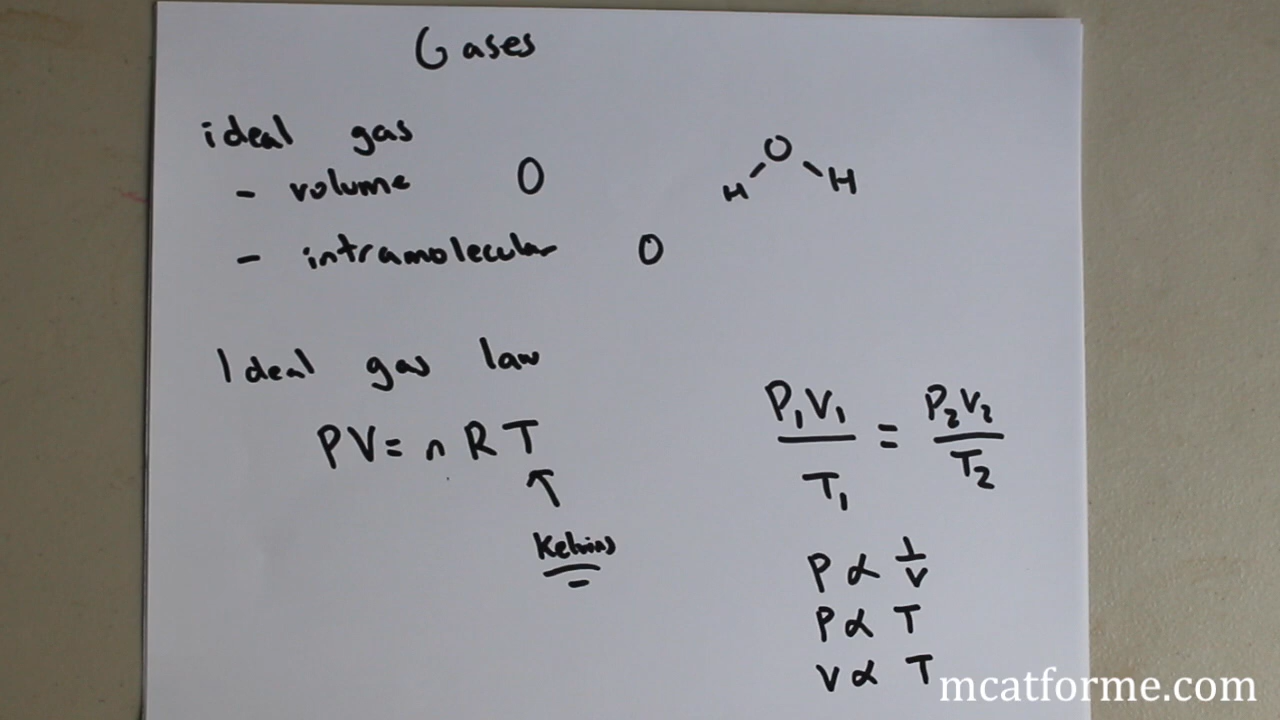 Gases
ideal gas
- volume 0
- intramolecular 0
O
H H
Ideal gas law
PV = nRT
↑
Kelvins
P₁V₁/T₁ = P₂V₂/T₂
P ∝ 1/V
P ∝ T
V ∝ T
mcatforme.com